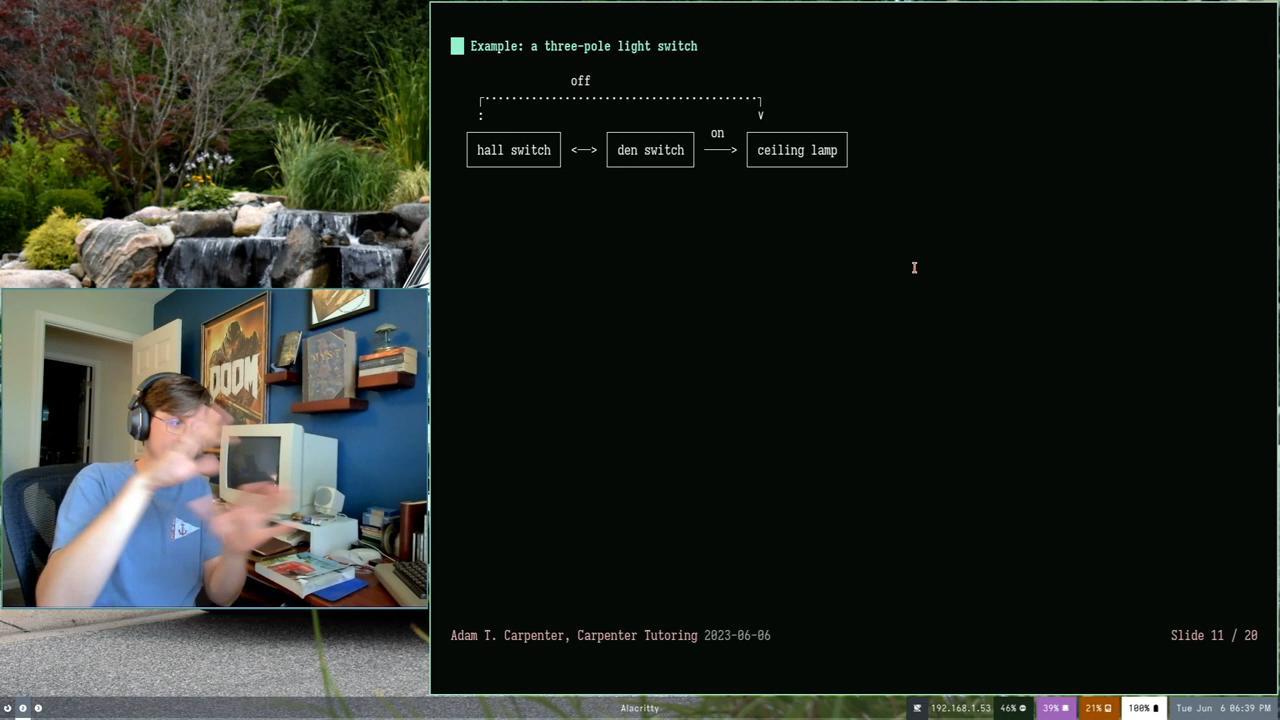 Example: a three-pole light switch
off
on
hall switch <—> den switch ——> ceiling lamp
DOOM
MYST
Adam T. Carpenter, Carpenter Tutoring 2023-06-06
Slide 11 / 20
Alacritty
192.168.1.53 46% 39% 21% 100% Tue Jun 6 06:39 PM